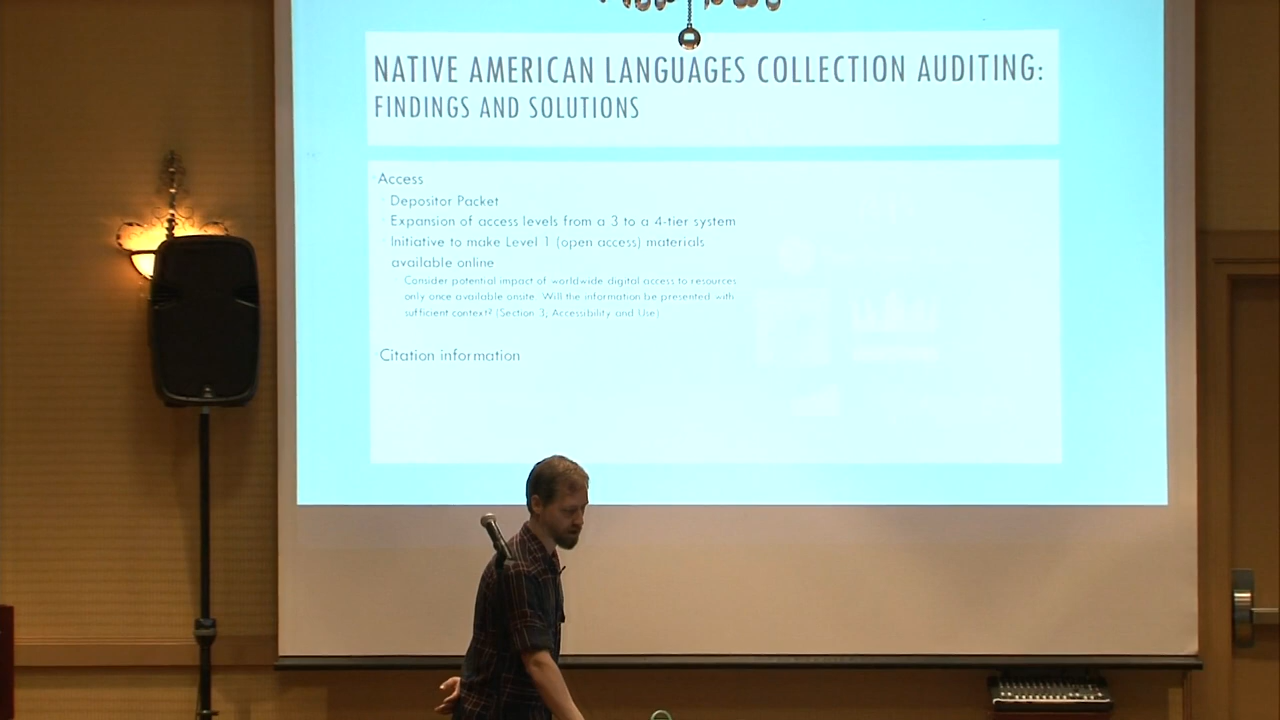 NATIVE AMERICAN LANGUAGES COLLECTION AUDITING:
FINDINGS AND SOLUTIONS
Access
Depositor Packet
Expansion of access levels from a 3 to a 4-tier system
Initiative to make Level 1 (open access) materials
available online
Consider potential impact of worldwide digital access to resources
only once available onsite. Will the information be presented with
sufficient context? (Section 3, Accessibility and Use)
Citation information